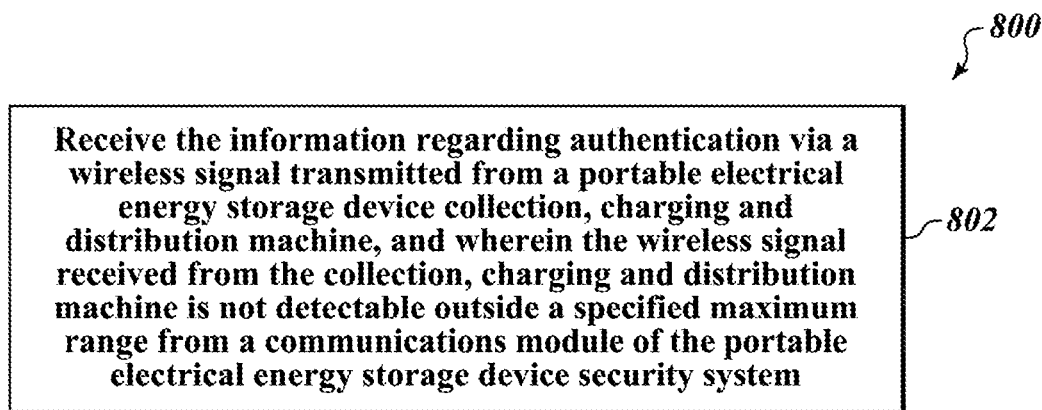 800
Receive the information regarding authentication via a
wireless signal transmitted from a portable electrical
energy storage device collection, charging and
distribution machine, and wherein the wireless signal
received from the collection, charging and distribution
machine is not detectable outside a specified maximum
range from a communications module of the portable
electrical energy storage device security system
802